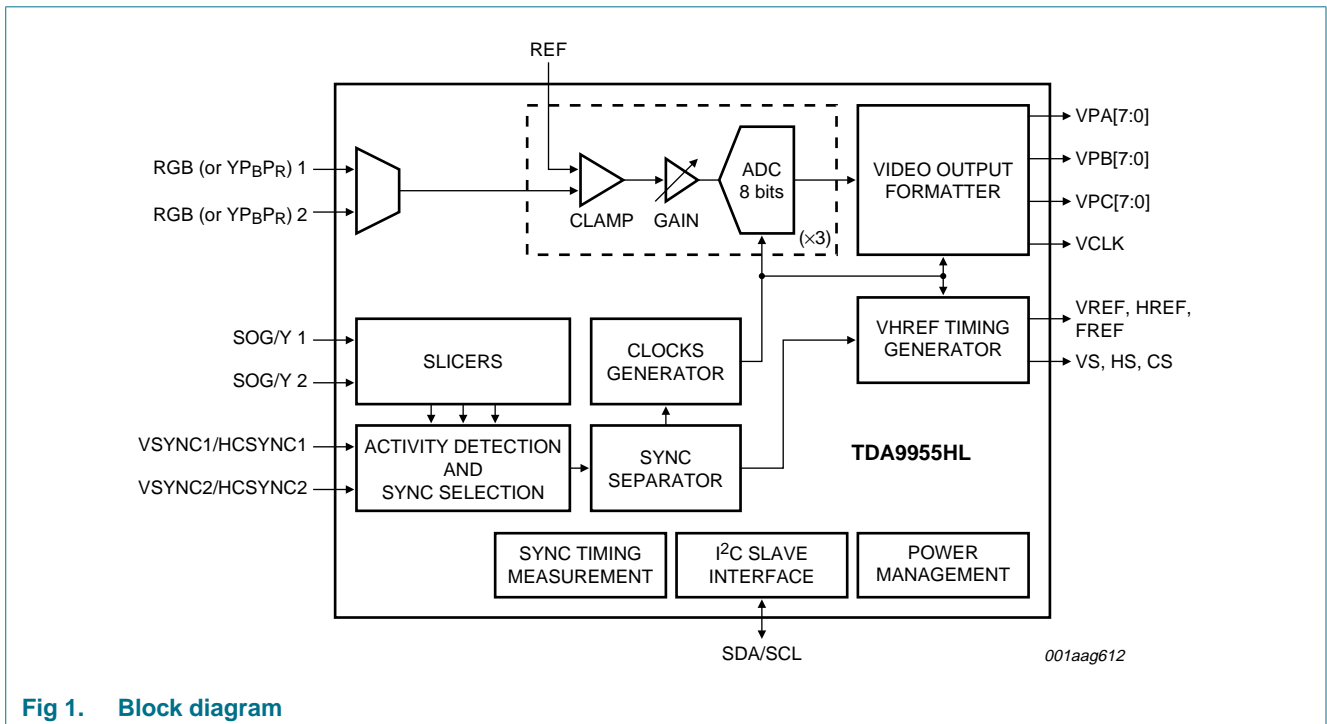 REF
RGB (or YPBPR) 1
RGB (or YPBPR) 2
CLAMP
GAIN
ADC
8 bits
(×3)
VIDEO OUTPUT
FORMATTER
VPA[7:0]
VPB[7:0]
VPC[7:0]
VCLK
SOG/Y 1
SOG/Y 2
SLICERS
CLOCKS
GENERATOR
VHREF TIMING
GENERATOR
VREF, HREF,
FREF
VS, HS, CS
VSYNC1/HCSYNC1
VSYNC2/HCSYNC2
ACTIVITY DETECTION
AND
SYNC SELECTION
SYNC
SEPARATOR
TDA9955HL
SYNC TIMING
MEASUREMENT
I2C SLAVE
INTERFACE
POWER
MANAGEMENT
SDA/SCL
001aag612
Fig 1. Block diagram